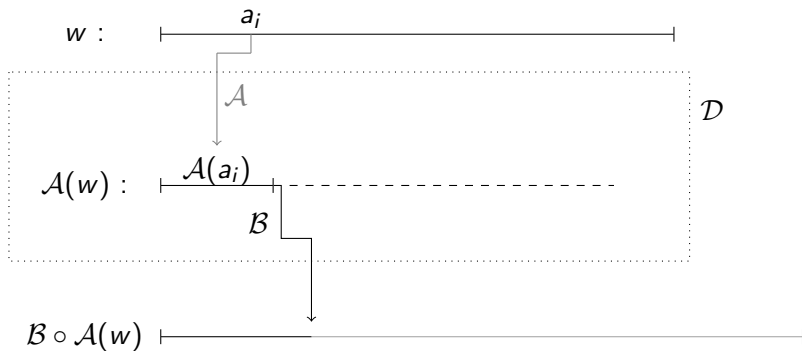 w : a_i
𝒜
𝒟
𝒜(w) : 𝒜(a_i)
ℬ
ℬ ∘ 𝒜(w)